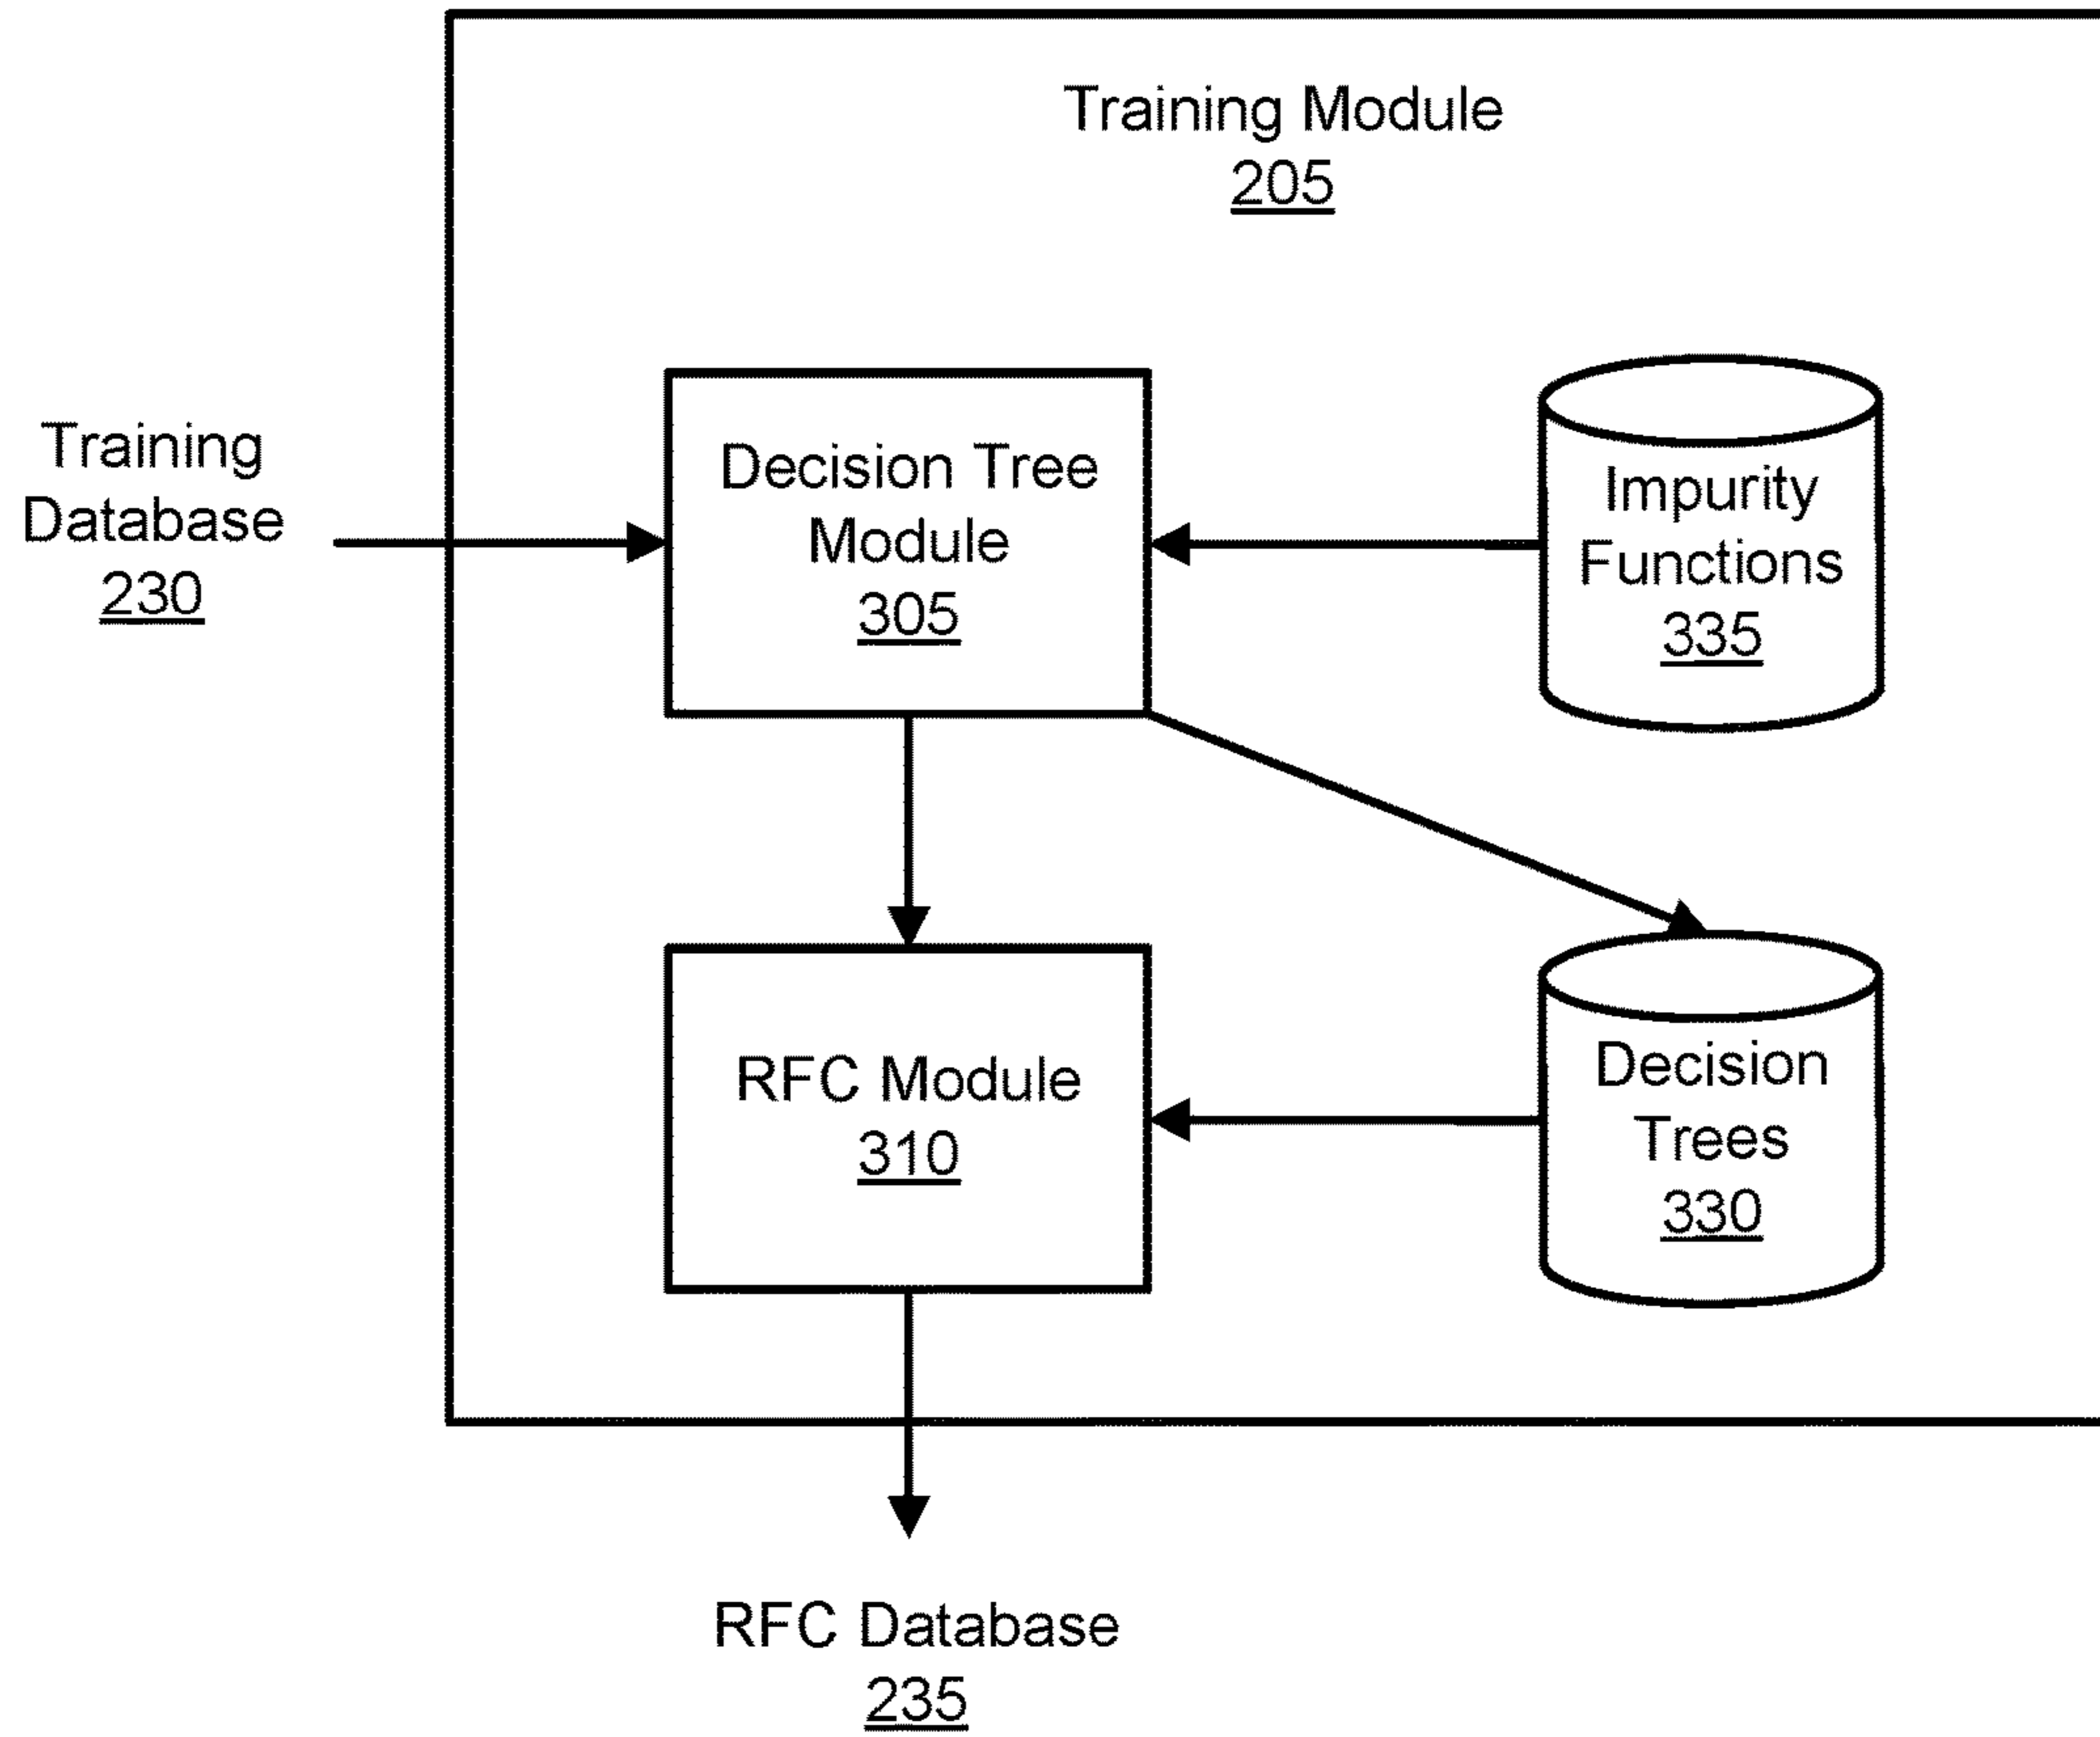 Training Module
205
Training
Database
230
Decision Tree
Module
305
Impurity
Functions
335
RFC Module
310
Decision
Trees
330
RFC Database
235